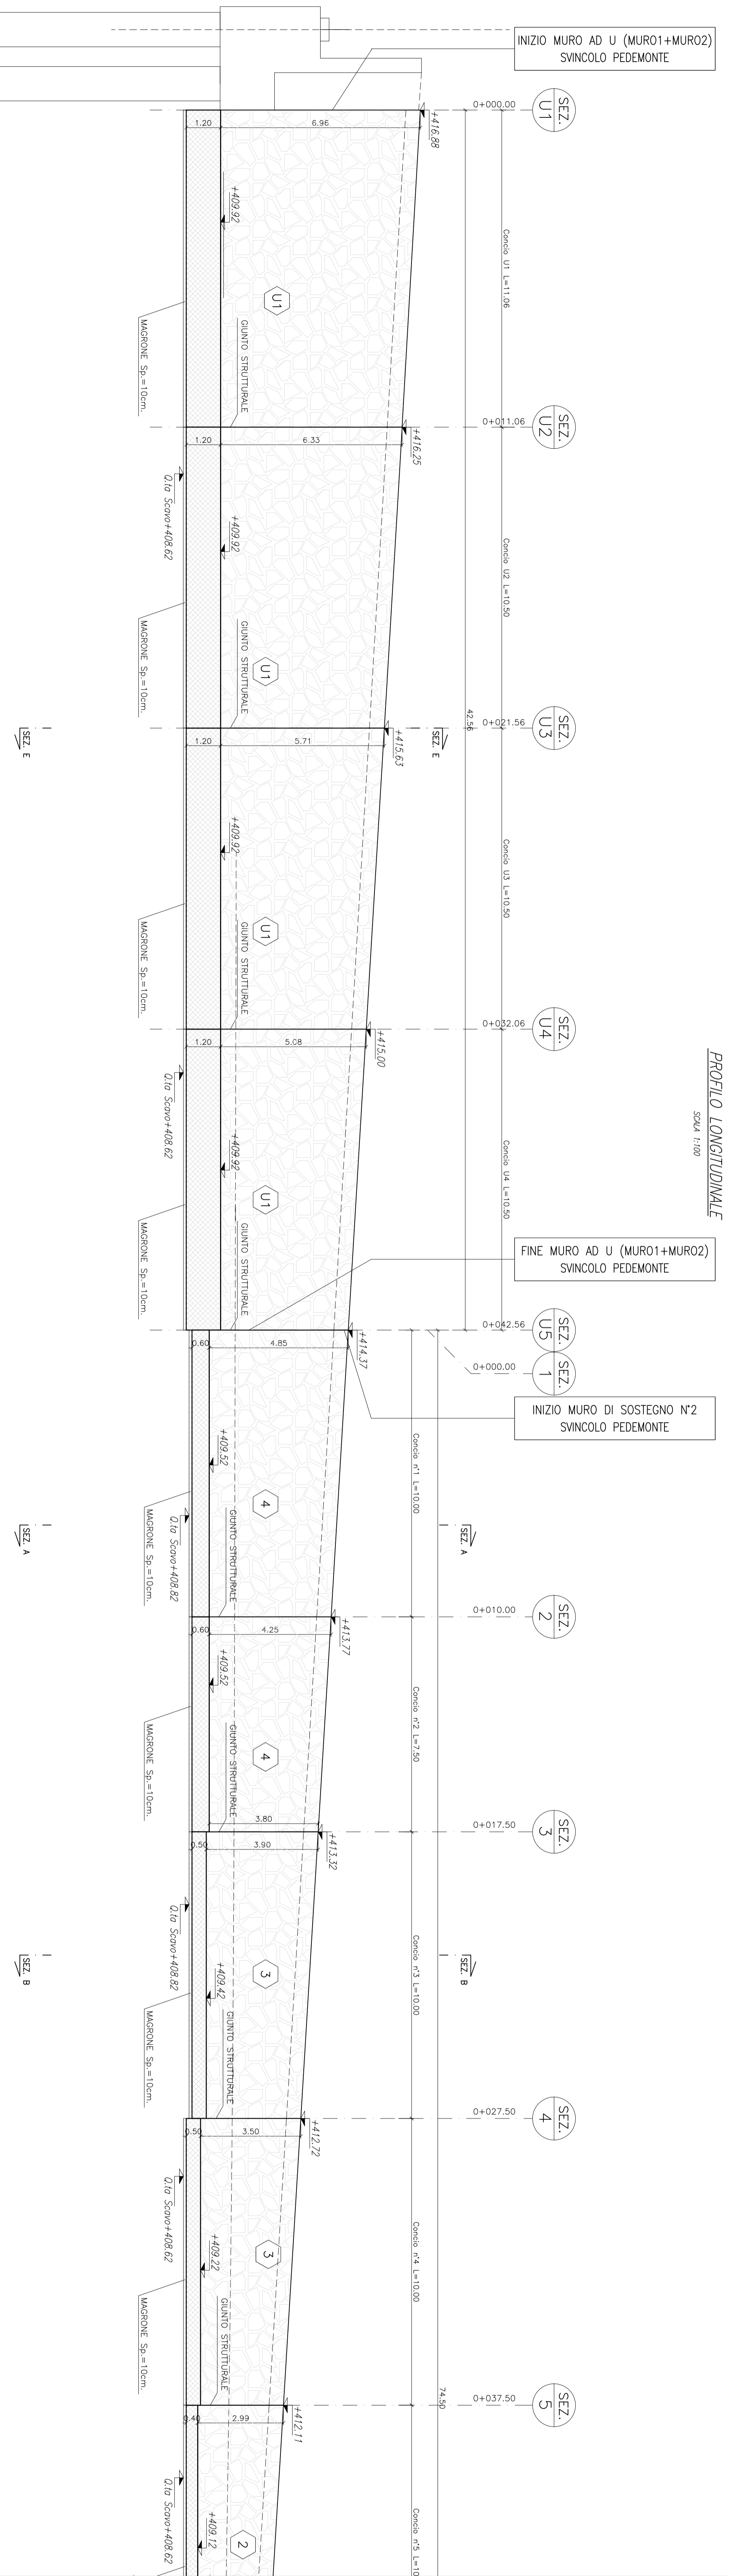 PROFILO LONGITUDINALE
SCALA 1:100
INIZIO MURO AD U (MURO1+MURO2)
SVINCOLO PEDEMONTE
FINE MURO AD U (MURO1+MURO2)
SVINCOLO PEDEMONTE
INIZIO MURO DI SOSTEGNO N°2
SVINCOLO PEDEMONTE
SEZ.
U1
SEZ.
U2
SEZ.
U3
SEZ.
U4
SEZ.
U5
SEZ.
1
SEZ.
2
SEZ.
3
SEZ.
4
SEZ.
5
0+000.00
0+011.06
0+021.56
0+032.06
0+042.56
0+000.00
0+010.00
0+017.50
0+027.50
0+037.50
Concio U1 L=11.06
Concio U2 L=10.50
Concio U3 L=10.50
Concio U4 L=10.50
42.56
Concio n°1 L=10.00
Concio n°2 L=7.50
Concio n°3 L=10.00
Concio n°4 L=10.00
Concio n°5 L=10
74.50
SEZ. E
SEZ. A
SEZ. B
+416.88
+416.25
+415.63
+415.00
+414.37
+413.77
+413.32
+412.72
+412.11
6.96
6.33
5.71
5.08
4.85
4.25
3.80
3.90
3.50
2.99
U1
U1
U1
U1
4
4
3
3
2
GIUNTO STRUTTURALE
GIUNTO STRUTTURALE
GIUNTO STRUTTURALE
GIUNTO STRUTTURALE
GIUNTO STRUTTURALE
GIUNTO STRUTTURALE
GIUNTO STRUTTURALE
GIUNTO STRUTTURALE
+409.92
+409.92
+409.92
+409.92
+409.52
+409.52
+409.42
+409.22
+409.12
1.20
1.20
1.20
1.20
0.60
0.60
0.50
0.50
0.40
Q.ta Scavo+408.62
Q.ta Scavo+408.62
Q.ta Scavo+408.82
Q.ta Scavo+408.82
Q.ta Scavo+408.62
Q.ta Scavo+408.62
MAGRONE Sp.=10cm.
MAGRONE Sp.=10cm.
MAGRONE Sp.=10cm.
MAGRONE Sp.=10cm.
MAGRONE Sp.=10cm.
MAGRONE Sp.=10cm.
MAGRONE Sp.=10cm.
MAGRONE Sp.=10cm.
SEZ. E
SEZ. A
SEZ. B